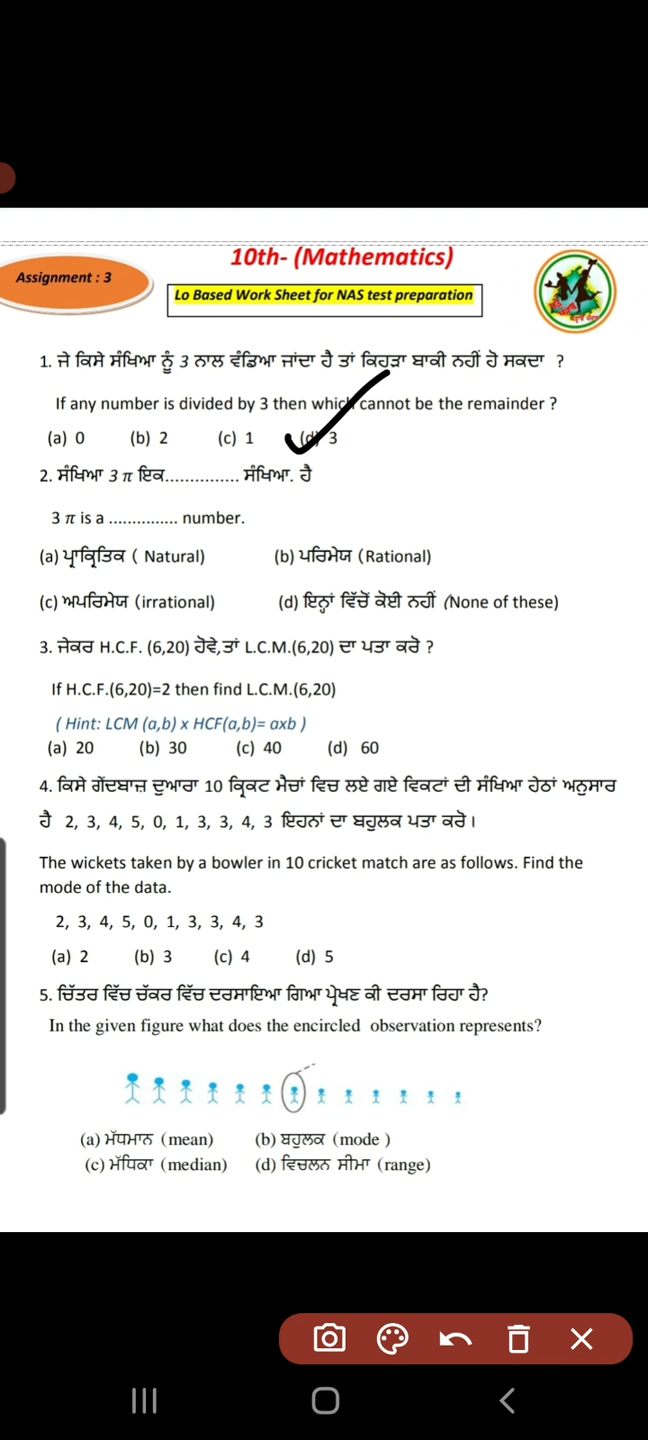 10th- (Mathematics)
Assignment : 3
Lo Based Work Sheet for NAS test preparation
1. ਜੇ ਕਿਸੇ ਸੰਖਿਆ ਨੂੰ 3 ਨਾਲ ਵੰਡਿਆ ਜਾਂਦਾ ਹੈ ਤਾਂ ਕਿਹੜਾ ਬਾਕੀ ਨਹੀਂ ਹੋ ਸਕਦਾ ?
If any number is divided by 3 then which cannot be the remainder ?
(a) 0 (b) 2 (c) 1 (d) 3
2. ਸੰਖਿਆ 3 π ਇਕ............... ਸੰਖਿਆ. ਹੈ
3 π is a ............... number.
(a) ਪ੍ਰਾਕ੍ਰਿਤਿਕ ( Natural) (b) ਪਰਿਮੇਯ (Rational)
(c) ਅਪਰਿਮੇਯ (irrational) (d) ਇਨ੍ਹਾਂ ਵਿੱਚੋਂ ਕੋਈ ਨਹੀਂ (None of these)
3. ਜੇਕਰ H.C.F. (6,20) ਹੋਵੇ,ਤਾਂ L.C.M.(6,20) ਦਾ ਪਤਾ ਕਰੋ ?
If H.C.F.(6,20)=2 then find L.C.M.(6,20)
( Hint: LCM (a,b) x HCF(a,b)= axb )
(a) 20 (b) 30 (c) 40 (d) 60
4. ਕਿਸੇ ਗੇਂਦਬਾਜ਼ ਦੁਆਰਾ 10 ਕ੍ਰਿਕਟ ਮੈਚਾਂ ਵਿਚ ਲਏ ਗਏ ਵਿਕਟਾਂ ਦੀ ਸੰਖਿਆ ਹੇਠਾਂ ਅਨੁਸਾਰ
ਹੈ 2, 3, 4, 5, 0, 1, 3, 3, 4, 3 ਇਹਨਾਂ ਦਾ ਬਹੁਲਕ ਪਤਾ ਕਰੋ।
The wickets taken by a bowler in 10 cricket match are as follows. Find the
mode of the data.
2, 3, 4, 5, 0, 1, 3, 3, 4, 3
(a) 2 (b) 3 (c) 4 (d) 5
5. ਚਿੱਤਰ ਵਿੱਚ ਚੱਕਰ ਵਿੱਚ ਦਰਸਾਇਆ ਗਿਆ ਪ੍ਰੇਖਣ ਕੀ ਦਰਸਾ ਰਿਹਾ ਹੈ?
In the given figure what does the encircled observation represents?
(a) ਮੱਧਮਾਨ (mean) (b) ਬਹੁਲਕ (mode )
(c) ਮੱਧਿਕਾ (median) (d) ਵਿਚਲਨ ਸੀਮਾ (range)